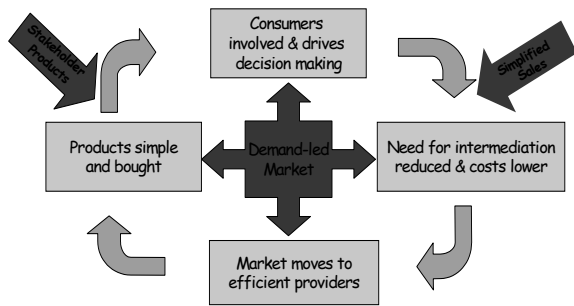 Consumers
involved & drives
decision making
Stakeholder
Products
Simplified
Sales
Products simple
and bought
Demand-led
Market
Need for intermediation
reduced & costs lower
Market moves to
efficient providers